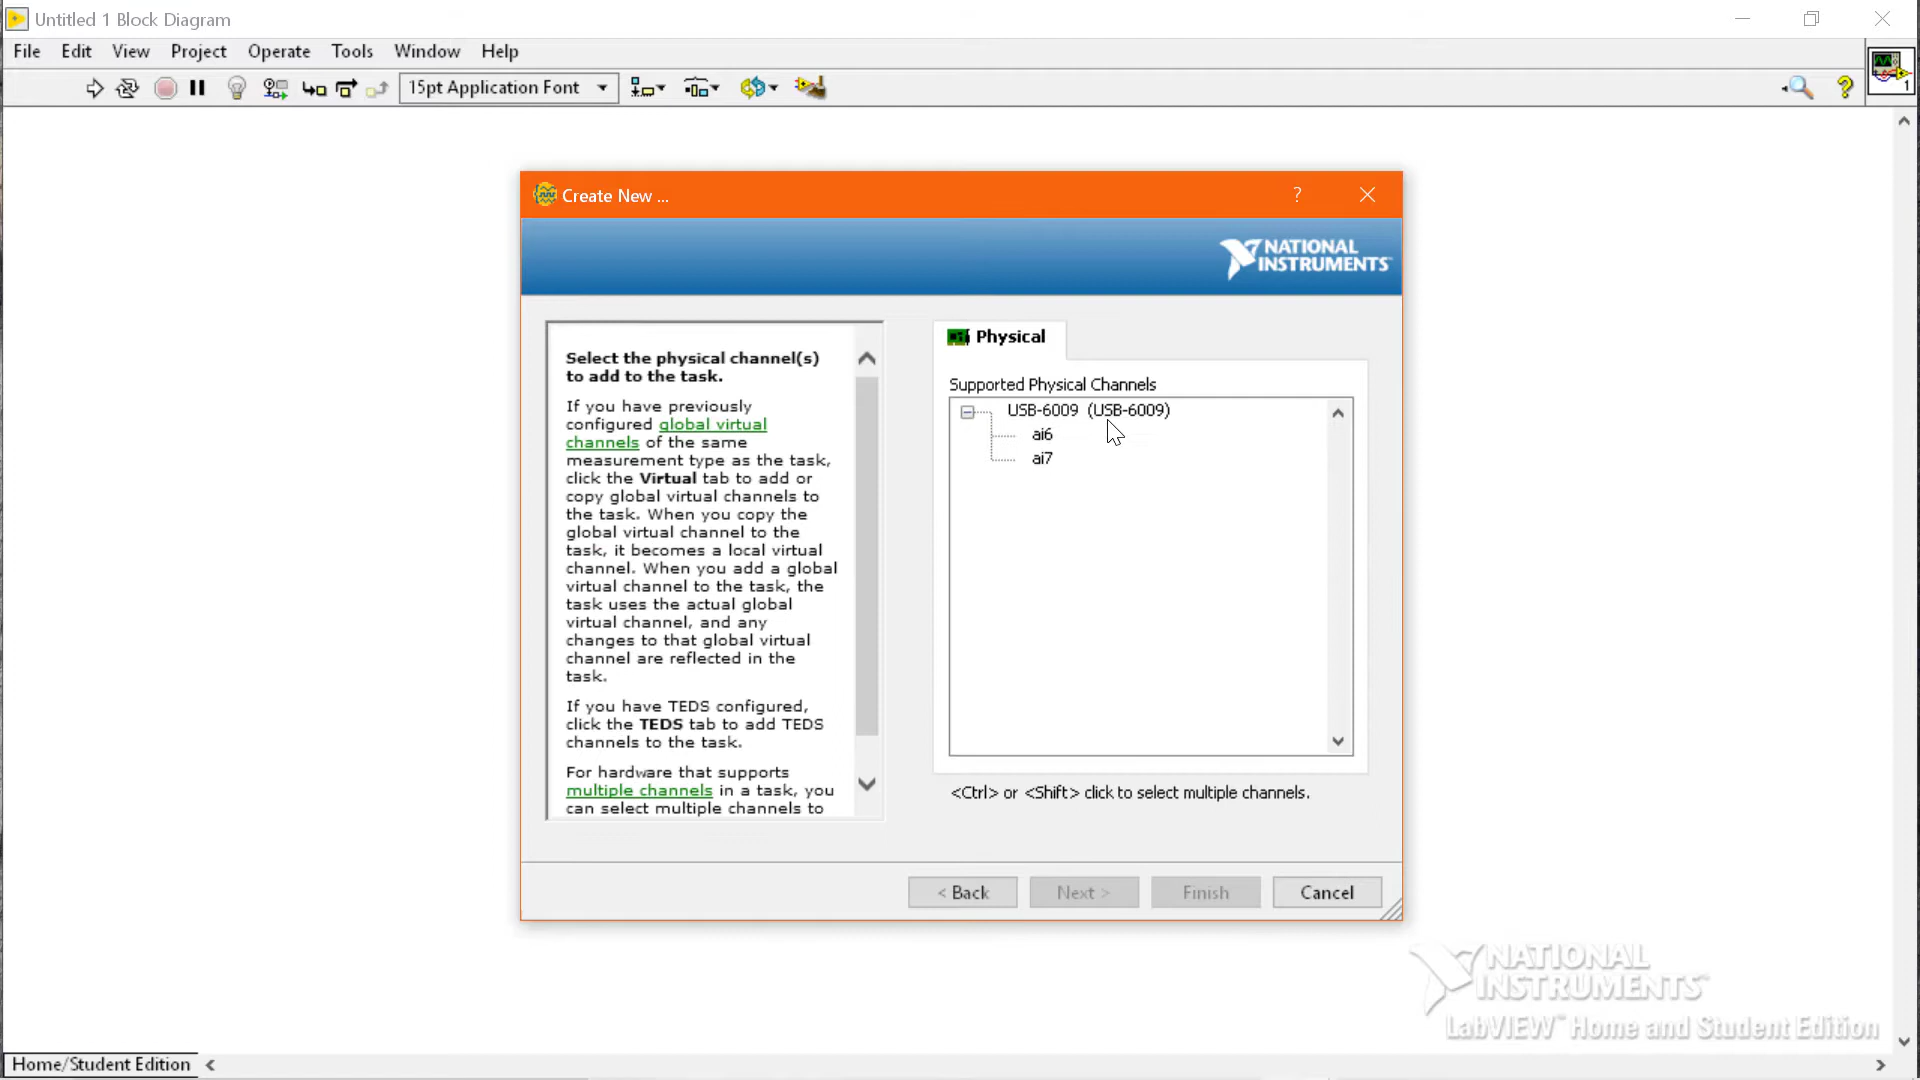 Untitled 1 Block Diagram
File Edit View Project Operate Tools Window Help
15pt Application Font
?
1
Create New ...
?
NATIONAL
INSTRUMENTS™
Select the physical channel(s)
to add to the task.
If you have previously
configured global virtual
channels of the same
measurement type as the task,
click the Virtual tab to add or
copy global virtual channels to
the task. When you copy the
global virtual channel to the
task, it becomes a local virtual
channel. When you add a global
virtual channel to the task, the
task uses the actual global
virtual channel, and any
changes to that global virtual
channel are reflected in the
task.
If you have TEDS configured,
click the TEDS tab to add TEDS
channels to the task.
For hardware that supports
multiple channels in a task, you
can select multiple channels to
Physical
Supported Physical Channels
USB-6009 (USB-6009)
ai6
ai7
<Ctrl> or <Shift> click to select multiple channels.
< Back
Next >
Finish
Cancel
NATIONAL
INSTRUMENTS™
LabVIEW™ Home and Student Edition
Home/Student Edition